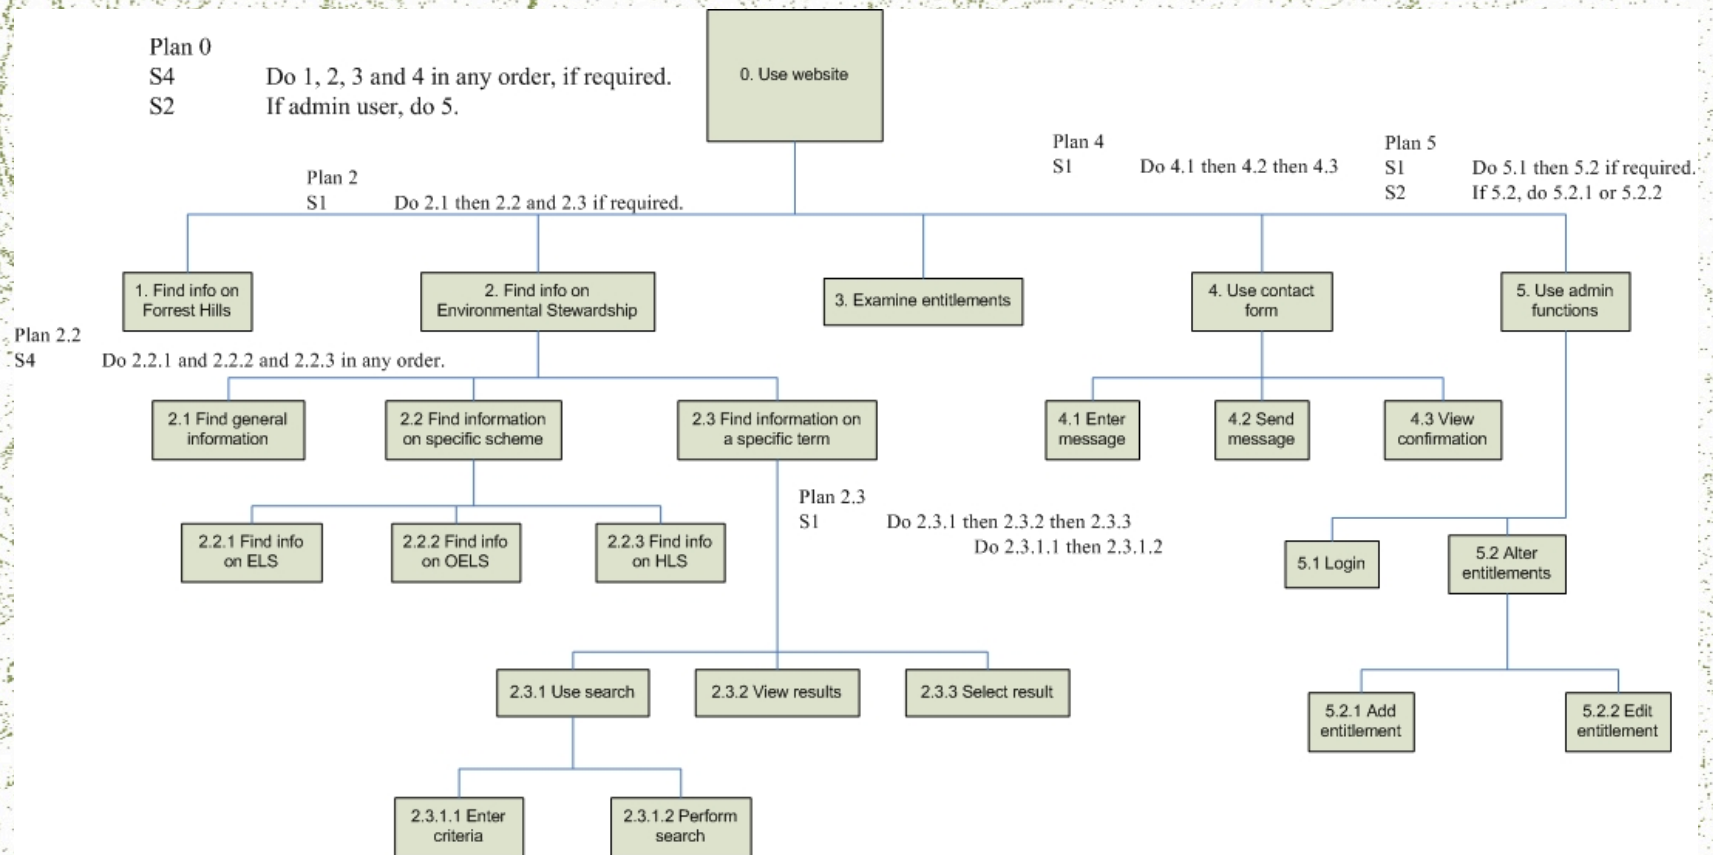 Plan 0
S4 Do 1, 2, 3 and 4 in any order, if required.
S2 If admin user, do 5.
0. Use website
Plan 4
S1 Do 4.1 then 4.2 then 4.3
Plan 5
S1 Do 5.1 then 5.2 if required.
S2 If 5.2, do 5.2.1 or 5.2.2
Plan 2
S1 Do 2.1 then 2.2 and 2.3 if required.
1. Find info on
Forrest Hills
2. Find info on
Environmental Stewardship
3. Examine entitlements
4. Use contact
form
5. Use admin
functions
Plan 2.2
S4 Do 2.2.1 and 2.2.2 and 2.2.3 in any order.
2.1 Find general
information
2.2 Find information
on specific scheme
2.3 Find information on
a specific term
4.1 Enter
message
4.2 Send
message
4.3 View
confirmation
Plan 2.3
S1 Do 2.3.1 then 2.3.2 then 2.3.3
Do 2.3.1.1 then 2.3.1.2
2.2.1 Find info
on ELS
2.2.2 Find info
on OELS
2.2.3 Find info
on HLS
5.1 Login
5.2 Alter
entitlements
2.3.1 Use search
2.3.2 View results
2.3.3 Select result
5.2.1 Add
entitlement
5.2.2 Edit
entitlement
2.3.1.1 Enter
criteria
2.3.1.2 Perform
search